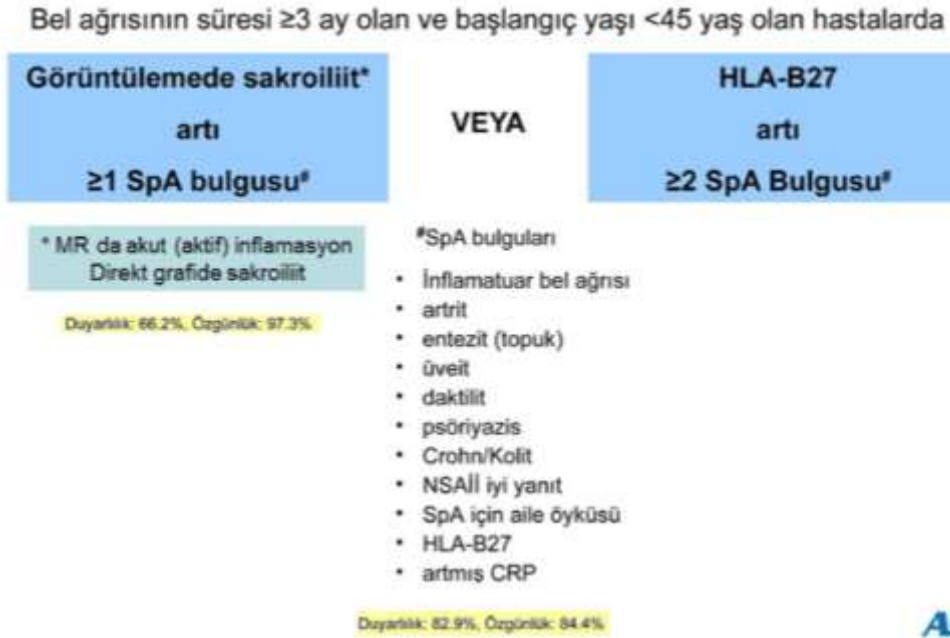 Bel ağrısının süresi ≥3 ay olan ve başlangıç yaşı <45 yaş olan hastalarda
Görüntülemede sakroiliit*
artı
≥1 SpA bulgusu#
VEYA
HLA-B27
artı
≥2 SpA Bulgusu#
* MR da akut (aktif) inflamasyon
Direkt grafide sakroiliit
Duyarlılık: 66.2%, Özgünlük: 97.3%
#SpA bulguları
• İnflamatuar bel ağrısı
• artrit
• entezit (topuk)
• üveit
• daktilit
• psöriyazis
• Crohn/Kolit
• NSAİİ iyi yanıt
• SpA için aile öyküsü
• HLA-B27
• artmış CRP
Duyarlılık: 82.9%, Özgünlük: 84.4%
A